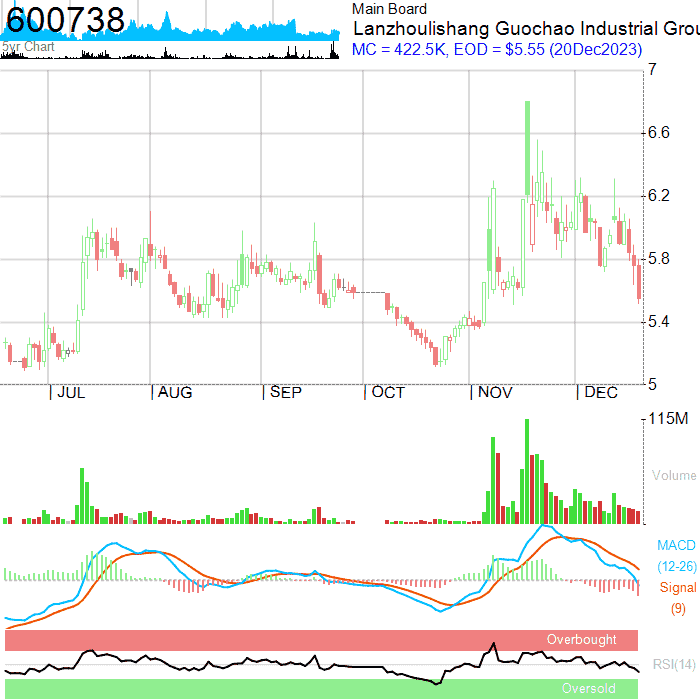 600738
5yr Chart
Main Board
Lanzhoulishang Guochao Industrial Grou
MC = 422.5K, EOD = $5.55 (20Dec2023)
7
6.6
6.2
5.8
5.4
5
JUL AUG SEP OCT NOV DEC
115M
Volume
MACD
(12-26)
Signal
(9)
Overbought
RSI(14)
Oversold